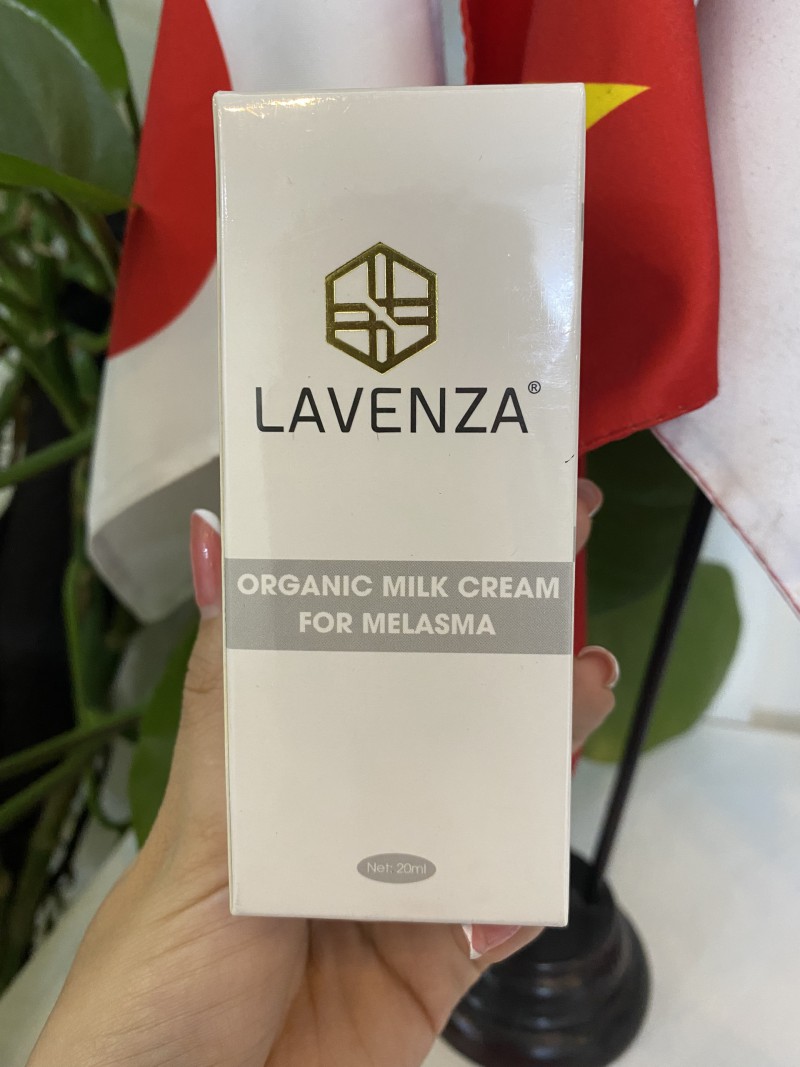 LAVENZA®
ORGANIC MILK CREAM
FOR MELASMA
Net: 20ml